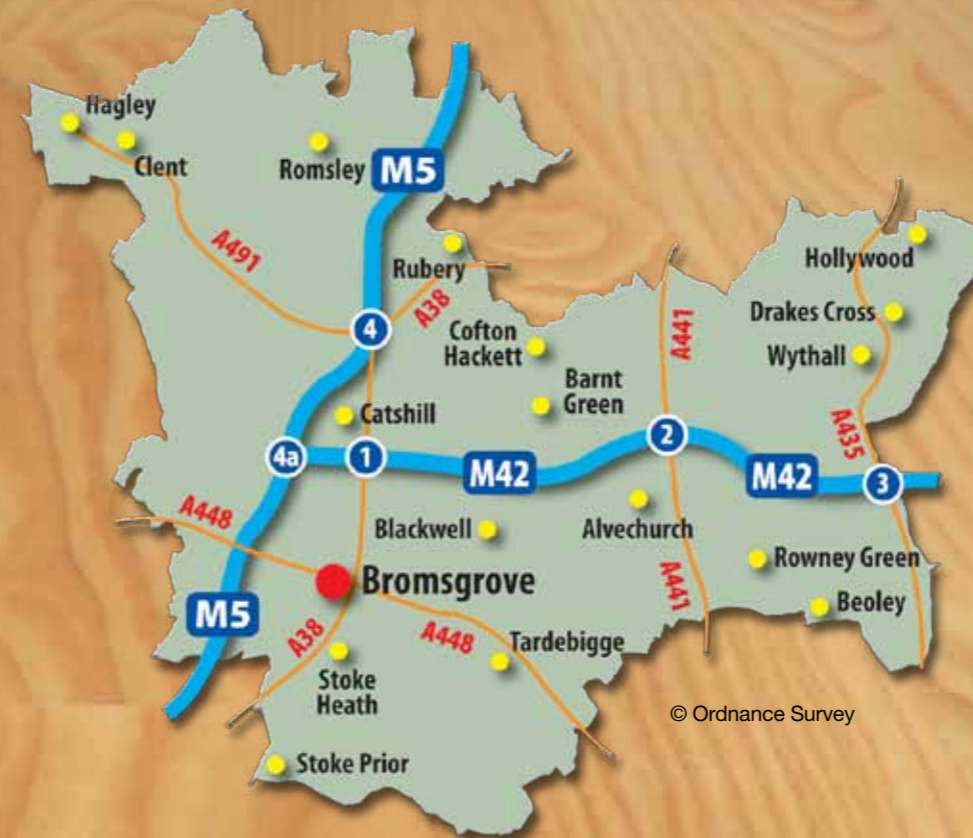 Hagley
Clent
Romsley
M5
A491
Rubery
A38
Hollywood
4
Cofton
Hackett
A441
Drakes Cross
Wythall
Barnt
Green
Catshill
2
A435
4a
1
M42
M42
3
A448
Blackwell
Alvechurch
Rowney Green
Bromsgrove
A441
Beoley
M5
A38
A448
Tardebigge
Stoke
Heath
© Ordnance Survey
Stoke Prior